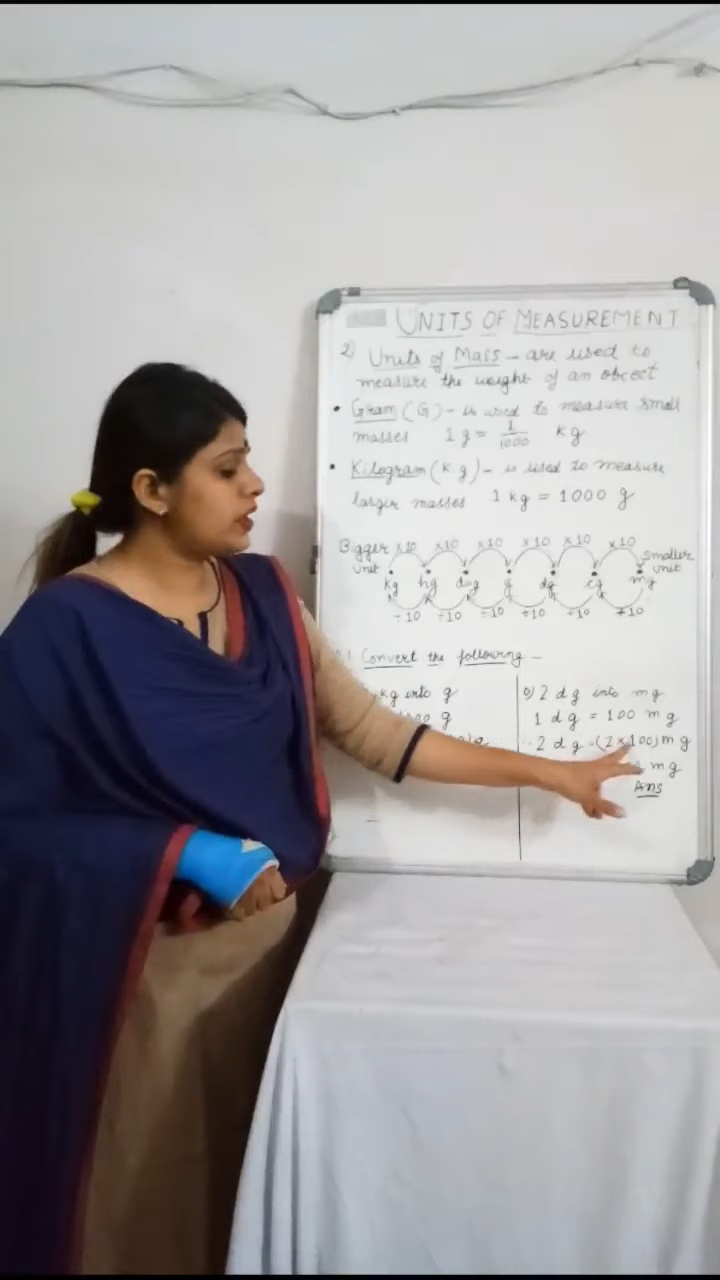 UNITS OF MEASUREMENT
2) Units of Mass - are used to
measure the weight of an obcect
• Gram (G) - is used to measure small
masses 1 g = 1/1000 kg
• Kilogram (kg) - is used to measure
larger masses 1 kg = 1000 g
Bigger unit ×10 ×10 ×10 ×10 ×10 ×10 smaller unit
kg hg dag g dg cg mg
÷10 ÷10 ÷10 ÷10 ÷10 ÷10
1 Convert the following -
kg into g
g
g
b) 2 dg into mg
1 dg = 100 mg
∴ 2 dg = (2×100) mg
mg
Ans